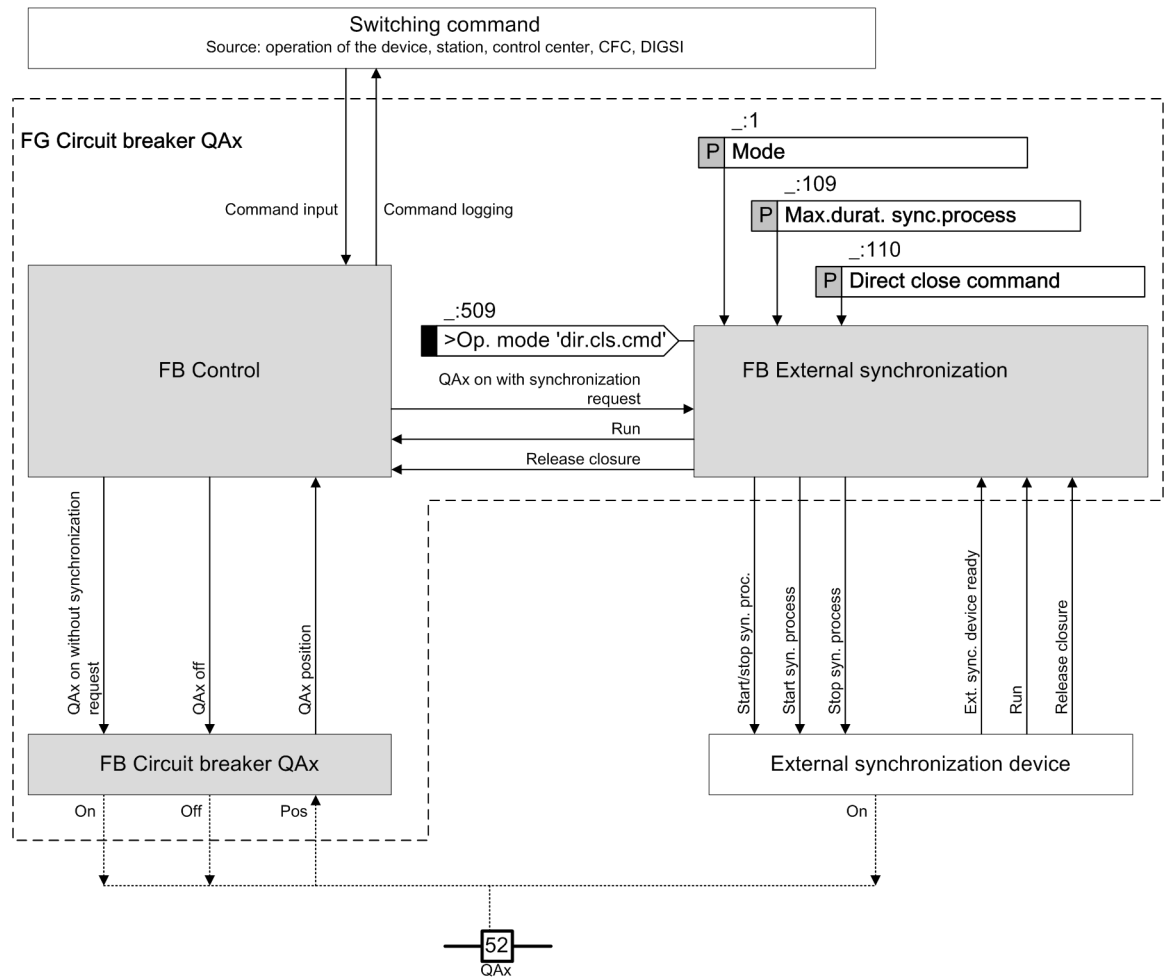 Switching command
Source: operation of the device, station, control center, CFC, DIGSI
FG Circuit breaker QAx
Command input
Command logging
_:1
P Mode
_:109
P Max.durat. sync.process
_:110
P Direct close command
_:509
>Op. mode 'dir.cls.cmd'
FB Control
FB External synchronization
QAx on with synchronization
request
Run
Release closure
QAx on without synchronization
request
QAx off
QAx position
Start/stop syn. proc.
Start syn. process
Stop syn. process
Ext. sync. device ready
Run
Release closure
FB Circuit breaker QAx
External synchronization device
On
Off
Pos
On
52
QAx